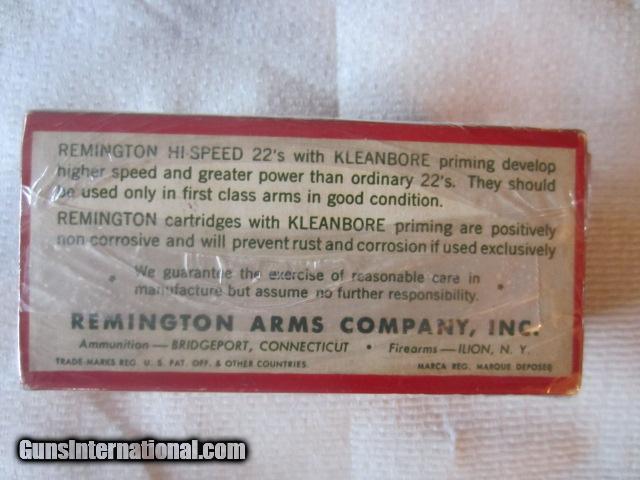 REMINGTON HI-SPEED 22's with KLEANBORE priming develop
higher speed and greater power than ordinary 22's. They should
be used only in first class arms in good condition.
REMINGTON cartridges with KLEANBORE priming are positively
non corrosive and will prevent rust and corrosion if used exclusively
• We guarantee the exercise of reasonable care in
manufacture but assume no further responsibility. •
REMINGTON ARMS COMPANY, INC.
Ammunition — BRIDGEPORT, CONNECTICUT • Firearms — ILION, N. Y.
TRADE-MARKS REG. U. S. PAT. OFF. & OTHER COUNTRIES MARCA REG. MARQUE DEPOSEE
GunsInternational.com